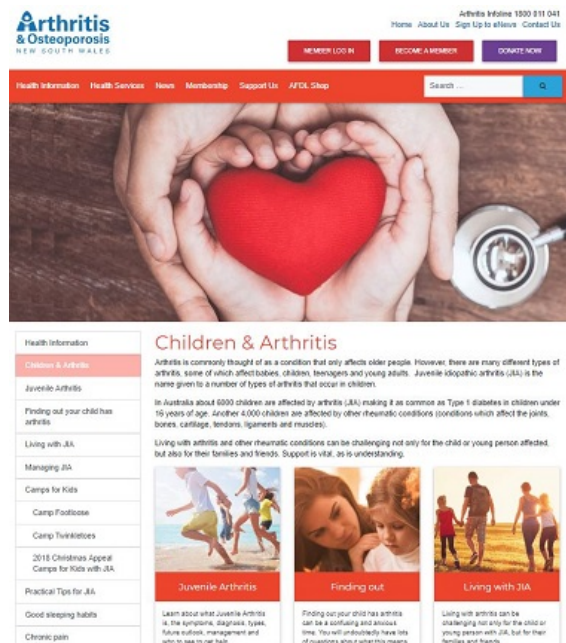 Arthritis
& Osteoporosis
NEW SOUTH WALES
Arthritis Infoline 1800 011 041
Home About Us Sign Up to eNews Contact Us
MEMBER LOG IN BECOME A MEMBER DONATE NOW
Health Information Health Services News Membership Support Us AFOL Shop
Search ...
Health Information
Children & Arthritis
Juvenile Arthritis
Finding out your child has
arthritis
Living with JIA
Managing JIA
Camps for Kids
Camp Footloose
Camp Twinkletoes
2018 Christmas Appeal
Camps for Kids with JIA
Practical Tips for JIA
Good sleeping habits
Chronic pain
Children & Arthritis
Arthritis is commonly thought of as a condition that only affects older people. However, there are many different types of
arthritis, some of which affect babies, children, teenagers and young adults. Juvenile idiopathic arthritis (JIA) is the
name given to a number of types of arthritis that occur in children.
In Australia about 6000 children are affected by arthritis (JIA) making it as common as Type 1 diabetes in children under
16 years of age. Another 4,000 children are affected by other rheumatic conditions (conditions which affect the joints,
bones, cartilage, tendons, ligaments and muscles).
Living with arthritis and other rheumatic conditions can be challenging not only for the child or young person affected,
but also for their families and friends. Support is vital, as is understanding.
Juvenile Arthritis
Learn about what Juvenile Arthritis
is, the symptoms, diagnosis, types,
future outlook, management and
who to see to get help.
Finding out
Finding out your child has arthritis
can be a confusing and anxious
time. You will undoubtedly have lots
of questions about what this means
Living with JIA
Living with arthritis can be
challenging not only for the child or
young person with JIA, but for their
families and friends.